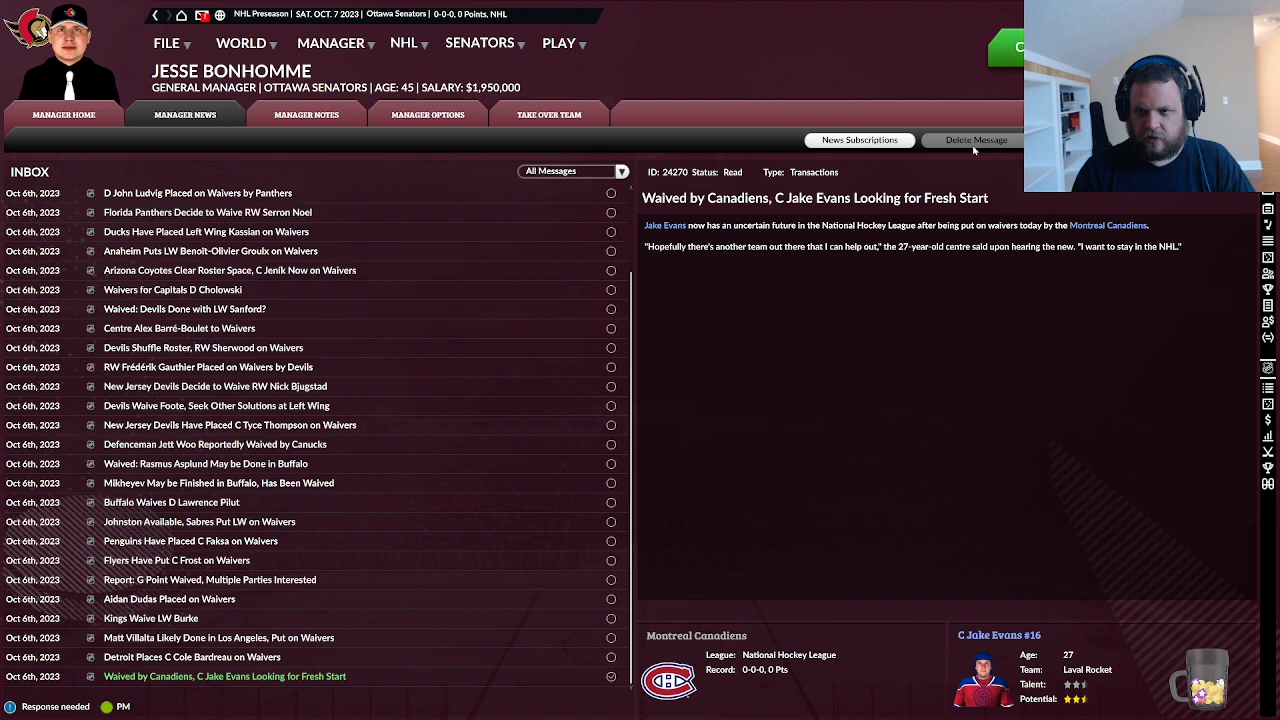 NHL Preseason | SAT. OCT. 7 2023 | Ottawa Senators | 0-0-0, 0 Points, NHL
FILE WORLD MANAGER NHL SENATORS PLAY
C
JESSE BONHOMME
GENERAL MANAGER | OTTAWA SENATORS | AGE: 45 | SALARY: $1,950,000
MANAGER HOME MANAGER NEWS MANAGER NOTES MANAGER OPTIONS TAKE OVER TEAM
News Subscriptions Delete Message
INBOX All Messages
Oct 6th, 2023 D John Ludvig Placed on Waivers by Panthers
Oct 6th, 2023 Florida Panthers Decide to Waive RW Serron Noel
Oct 6th, 2023 Ducks Have Placed Left Wing Kassian on Waivers
Oct 6th, 2023 Anaheim Puts LW Benoit-Olivier Groulx on Waivers
Oct 6th, 2023 Arizona Coyotes Clear Roster Space, C Jeník Now on Waivers
Oct 6th, 2023 Waivers for Capitals D Cholowski
Oct 6th, 2023 Waived: Devils Done with LW Sanford?
Oct 6th, 2023 Centre Alex Barré-Boulet to Waivers
Oct 6th, 2023 Devils Shuffle Roster, RW Sherwood on Waivers
Oct 6th, 2023 RW Frédérik Gauthier Placed on Waivers by Devils
Oct 6th, 2023 New Jersey Devils Decide to Waive RW Nick Bjugstad
Oct 6th, 2023 Devils Waive Foote, Seek Other Solutions at Left Wing
Oct 6th, 2023 New Jersey Devils Have Placed C Tyce Thompson on Waivers
Oct 6th, 2023 Defenceman Jett Woo Reportedly Waived by Canucks
Oct 6th, 2023 Waived: Rasmus Asplund May be Done in Buffalo
Oct 6th, 2023 Mikheyev May be Finished in Buffalo, Has Been Waived
Oct 6th, 2023 Buffalo Waives D Lawrence Pilut
Oct 6th, 2023 Johnston Available, Sabres Put LW on Waivers
Oct 6th, 2023 Penguins Have Placed C Faksa on Waivers
Oct 6th, 2023 Flyers Have Put C Frost on Waivers
Oct 6th, 2023 Report: G Point Waived, Multiple Parties Interested
Oct 6th, 2023 Aidan Dudas Placed on Waivers
Oct 6th, 2023 Kings Waive LW Burke
Oct 6th, 2023 Matt Villalta Likely Done in Los Angeles, Put on Waivers
Oct 6th, 2023 Detroit Places C Cole Bardreau on Waivers
Oct 6th, 2023 Waived by Canadiens, C Jake Evans Looking for Fresh Start
Response needed PM
ID: 24270 Status: Read Type: Transactions
Waived by Canadiens, C Jake Evans Looking for Fresh Start
Jake Evans now has an uncertain future in the National Hockey League after being put on waivers today by the Montreal Canadiens.
"Hopefully there's another team out there that I can help out," the 27-year-old centre said upon hearing the new. "I want to stay in the NHL."
Montreal Canadiens
League: National Hockey League
Record: 0-0-0, 0 Pts
C Jake Evans #16
Age: 27
Team: Laval Rocket
Talent:
Potential: